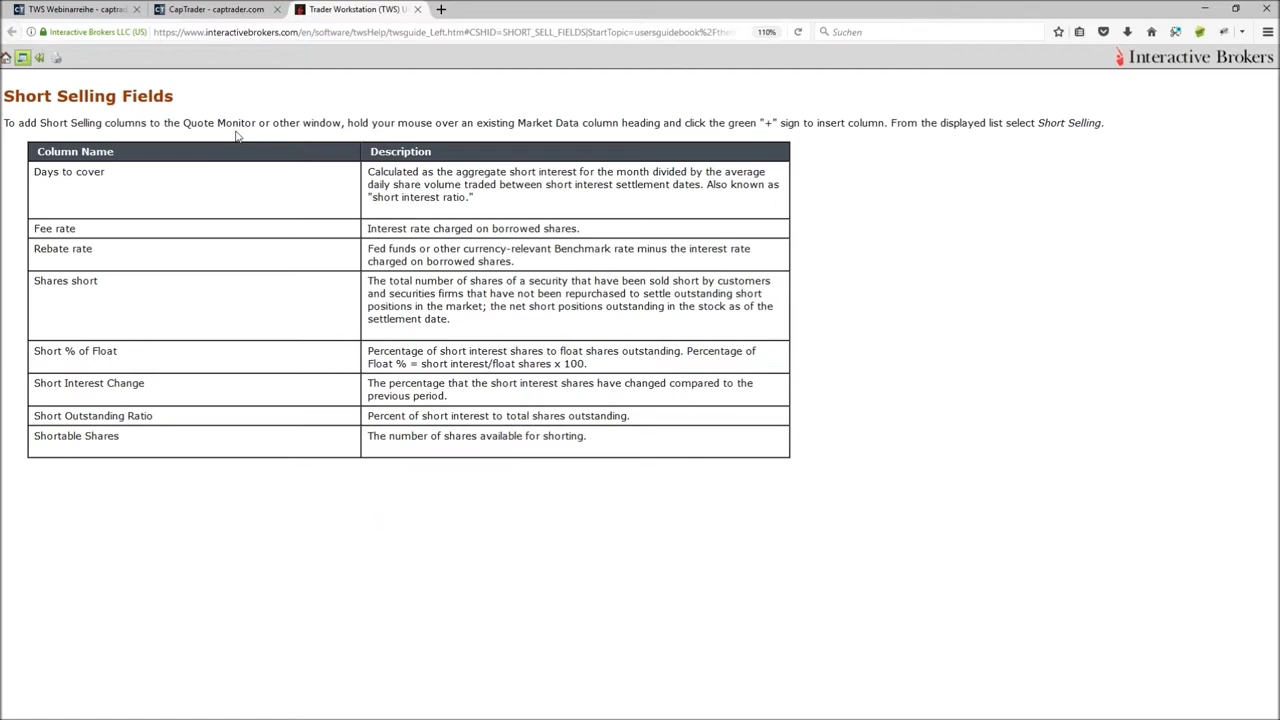 TWS Webinarreihe - captrad
CapTrader - captrader.com
Trader Workstation (TWS) U
Interactive Brokers LLC (US)
https://www.interactivebrokers.com/en/software/twsHelp/twsguide_Left.htm#CSHID=SHORT_SELL_FIELDS|StartTopic=usersguidebook%2Fthe
110%
Suchen
Interactive Brokers
Short Selling Fields
To add Short Selling columns to the Quote Monitor or other window, hold your mouse over an existing Market Data column heading and click the green "+" sign to insert column. From the displayed list select Short Selling.
Column Name
Description
Days to cover
Calculated as the aggregate short interest for the month divided by the average
daily share volume traded between short interest settlement dates. Also known as
"short interest ratio."
Fee rate
Interest rate charged on borrowed shares.
Rebate rate
Fed funds or other currency-relevant Benchmark rate minus the interest rate
charged on borrowed shares.
Shares short
The total number of shares of a security that have been sold short by customers
and securities firms that have not been repurchased to settle outstanding short
positions in the market; the net short positions outstanding in the stock as of the
settlement date.
Short % of Float
Percentage of short interest shares to float shares outstanding. Percentage of
Float % = short interest/float shares x 100.
Short Interest Change
The percentage that the short interest shares have changed compared to the
previous period.
Short Outstanding Ratio
Percent of short interest to total shares outstanding.
Shortable Shares
The number of shares available for shorting.